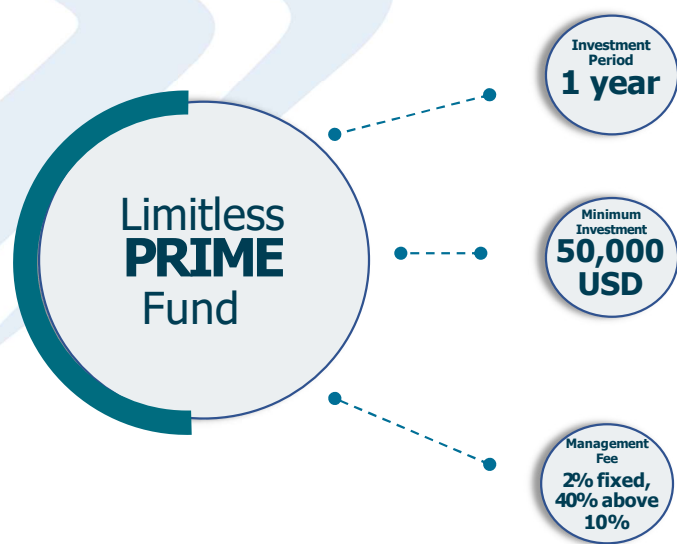 Limitless
PRIME
Fund
Investment
Period
1 year
Minimum
Investment
50,000
USD
Management
Fee
2% fixed,
40% above
10%